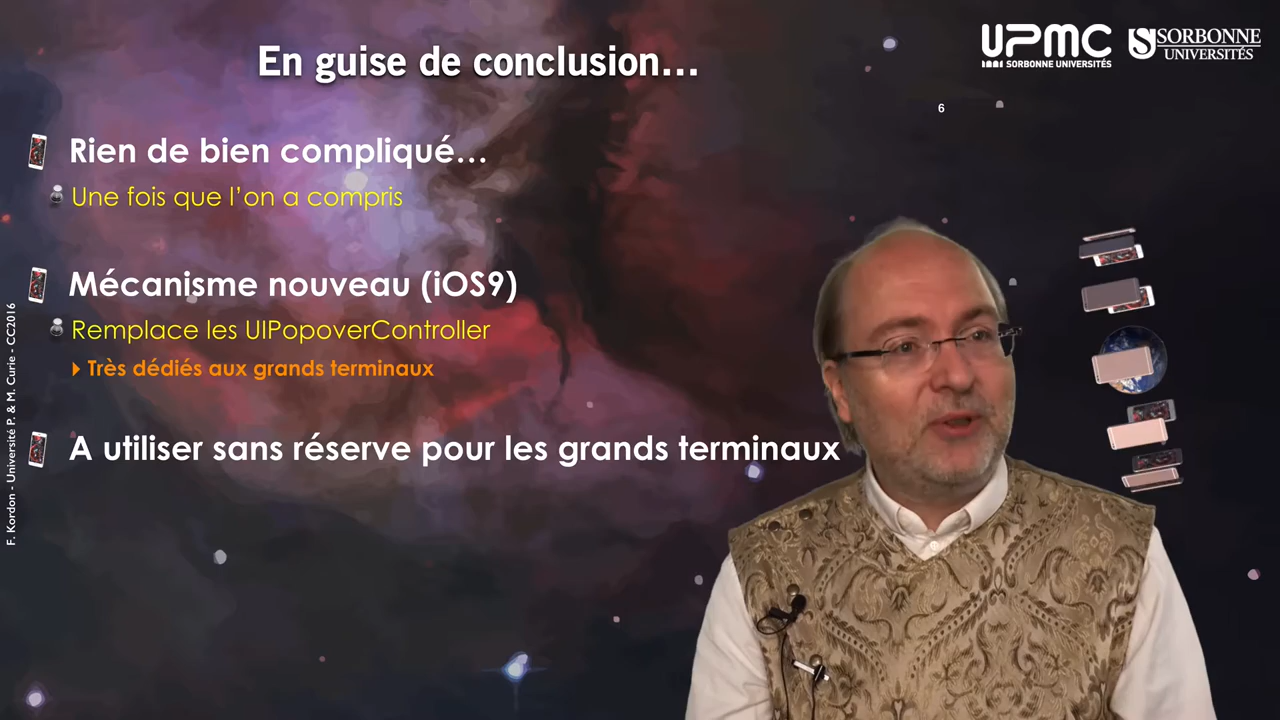 En guise de conclusion...
UPMC
SORBONNE UNIVERSITÉS
SORBONNE
UNIVERSITÉS
6
Rien de bien compliqué...
Une fois que l'on a compris
Mécanisme nouveau (iOS9)
Remplace les UIPopoverController
Très dédiés aux grands terminaux
A utiliser sans réserve pour les grands terminaux
F. Kordon - Université P. & M. Curie - CC2016